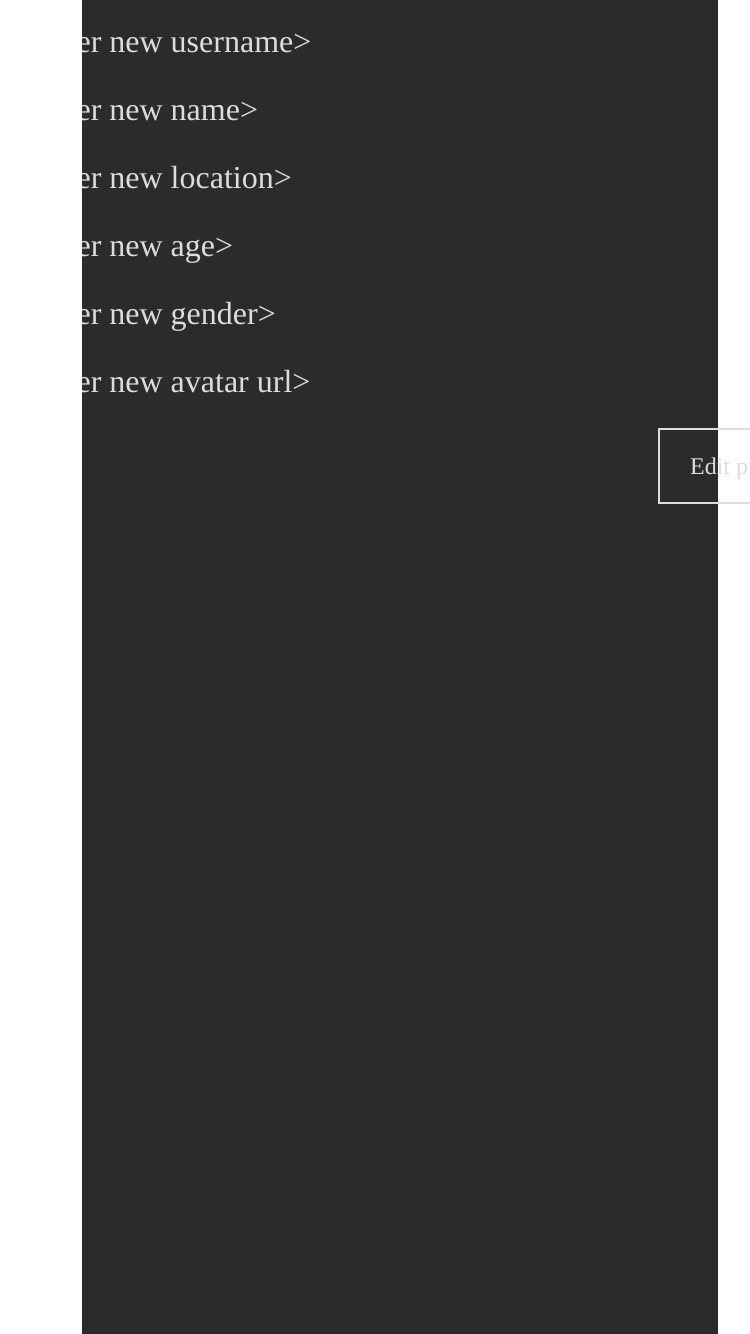 er new username>
er new name>
er new location>
er new age>
er new gender>
er new avatar url>
Edit p